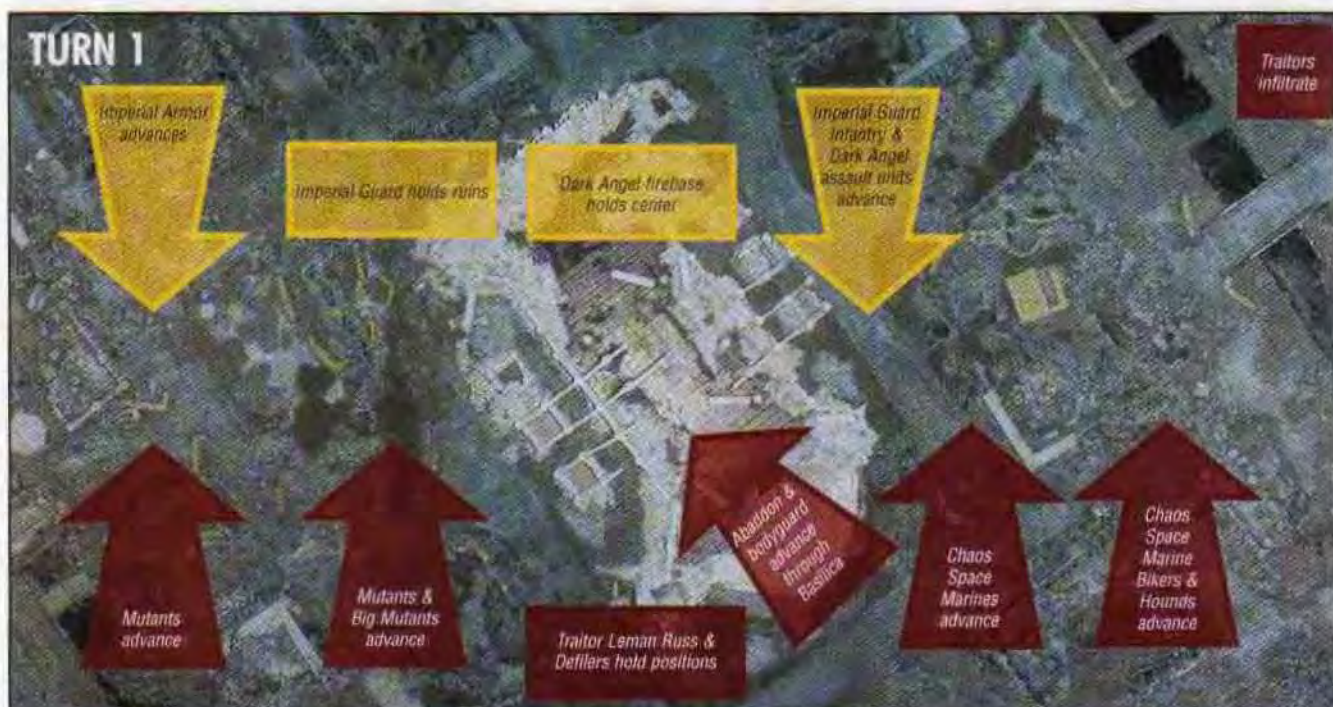 TURN 1
Traitors
infiltrate
Imperial Armor
advances
Imperial Guard holds ruins
Dark Angel firebase
holds center
Imperial Guard
Infantry &
Dark Angel
assault units
advance
Mutants
advance
Mutants &
Big Mutants
advance
Traitor Leman Russ &
Defilers hold positions
Abaddon &
bodyguard
advance
through
Basilica
Chaos
Space
Marines
advance
Chaos
Space
Marine
Bikers &
Hounds
advance